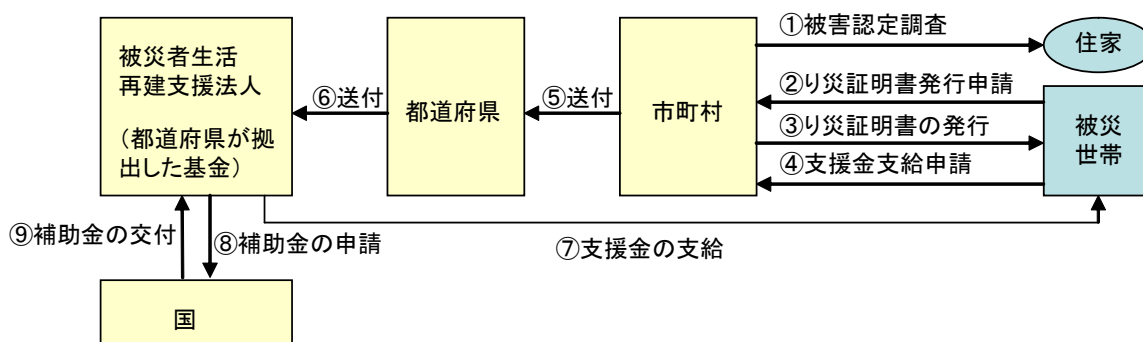 被災者生活
再建支援法人
（都道府県が拠
出した基金）
⑥送付
都道府県
⑤送付
市町村
①被害認定調査
住家
②り災証明書発行申請
③り災証明書の発行
④支援金支給申請
被災
世帯
⑨補助金の交付
⑧補助金の申請
⑦支援金の支給
国